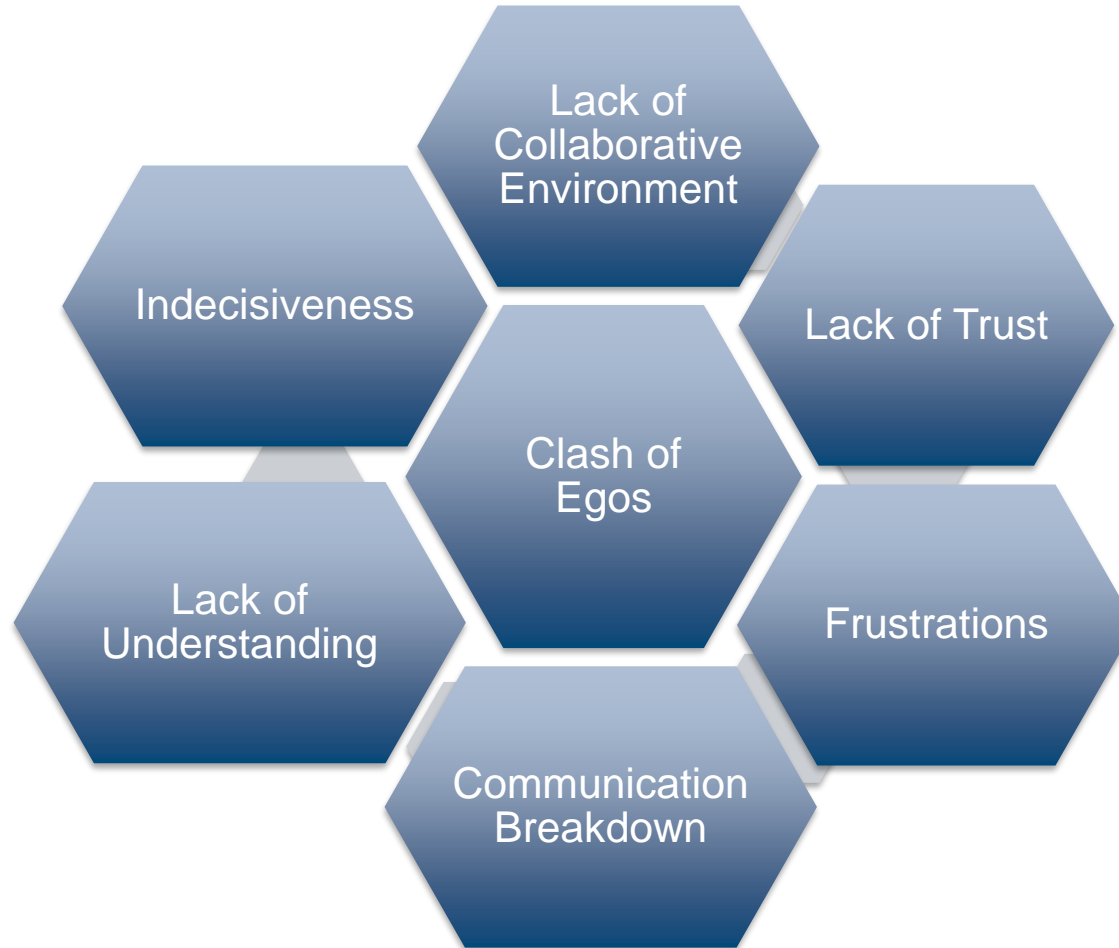 Lack of
Collaborative
Environment
Indecisiveness
Lack of Trust
Clash of
Egos
Lack of
Understanding
Frustrations
Communication
Breakdown